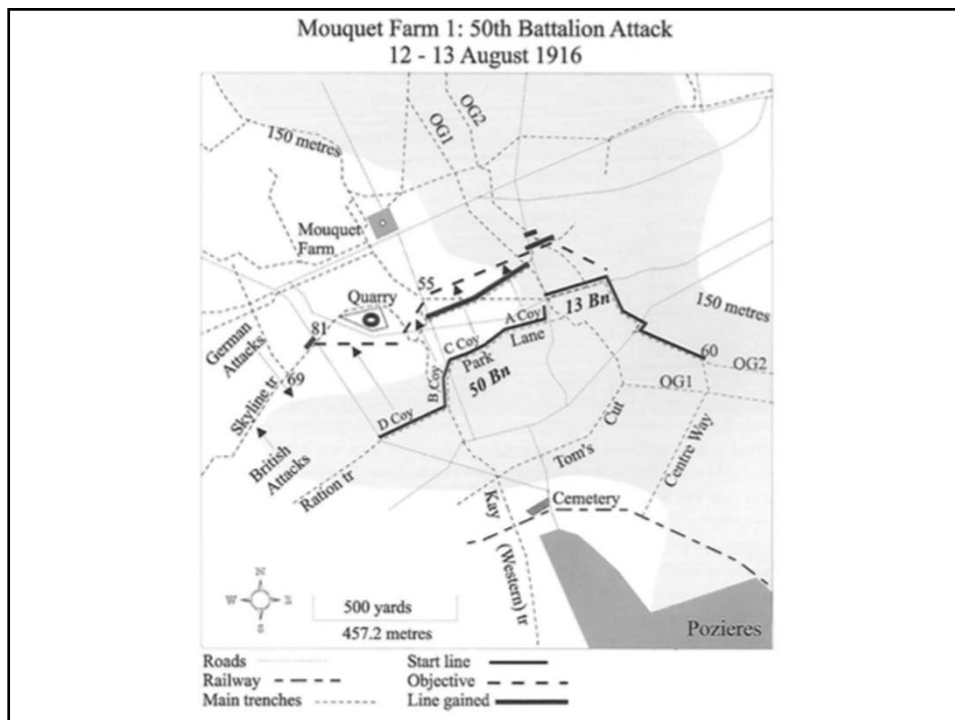 Mouquet Farm 1: 50th Battalion Attack
12 - 13 August 1916
150 metres
OG1
OG2
Mouquet
Farm
55
Quarry
81
German
Attacks
69
Skyline tr
British
Attacks
Ration tr
D Coy
B Coy
C Coy
A Coy
Park
Lane
50 Bn
13 Bn
150 metres
60
OG2
OG1
Cut
Tom's
Centre Way
Kay
(Western) tr
Cemetery
Pozieres
N
W
S
500 yards
457.2 metres
Roads
Railway
Main trenches
Start line
Objective
Line gained